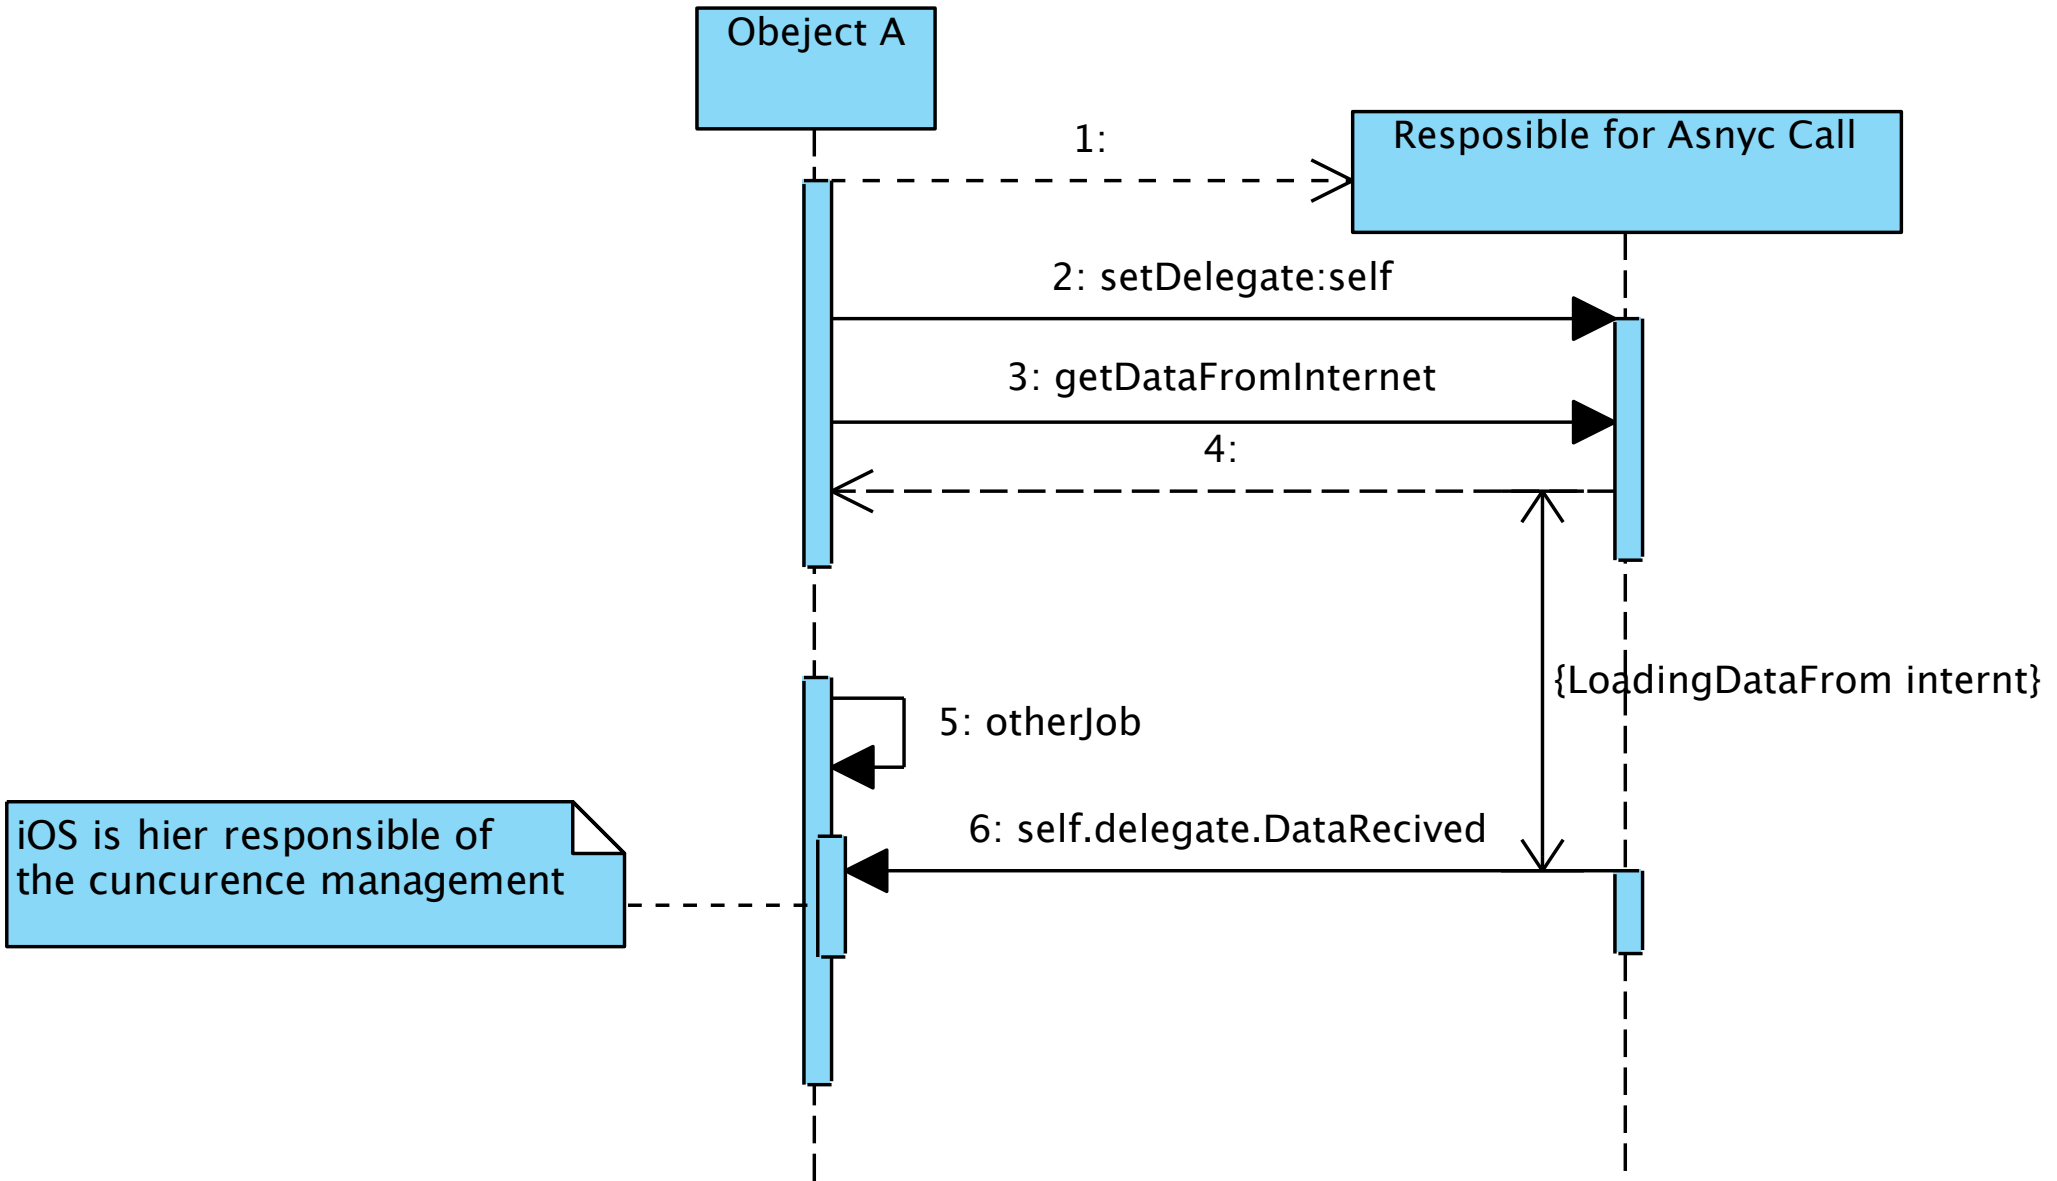 Obeject A
Resposible for Asnyc Call
1:
2: setDelegate:self
3: getDataFromInternet
4:
{LoadingDataFrom internt}
5: otherJob
6: self.delegate.DataRecived
iOS is hier responsible of
the cuncurence management